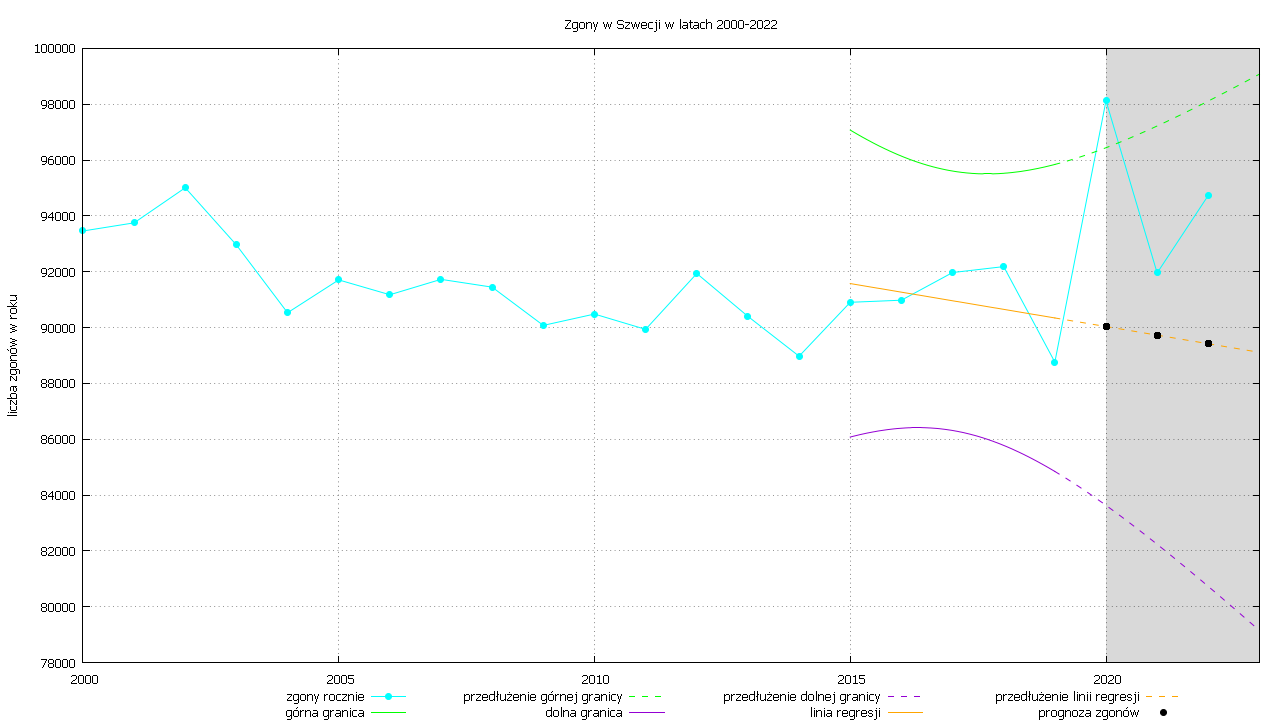 Zgony w Szwecji w latach 2000-2022
100000
98000
96000
94000
92000
90000
88000
86000
84000
82000
80000
78000
liczba zgonów w roku
2000 2005 2010 2015 2020
zgony rocznie przedłużenie górnej granicy przedłużenie dolnej granicy przedłużenie linii regresji
górna granica dolna granica linia regresji prognoza zgonów